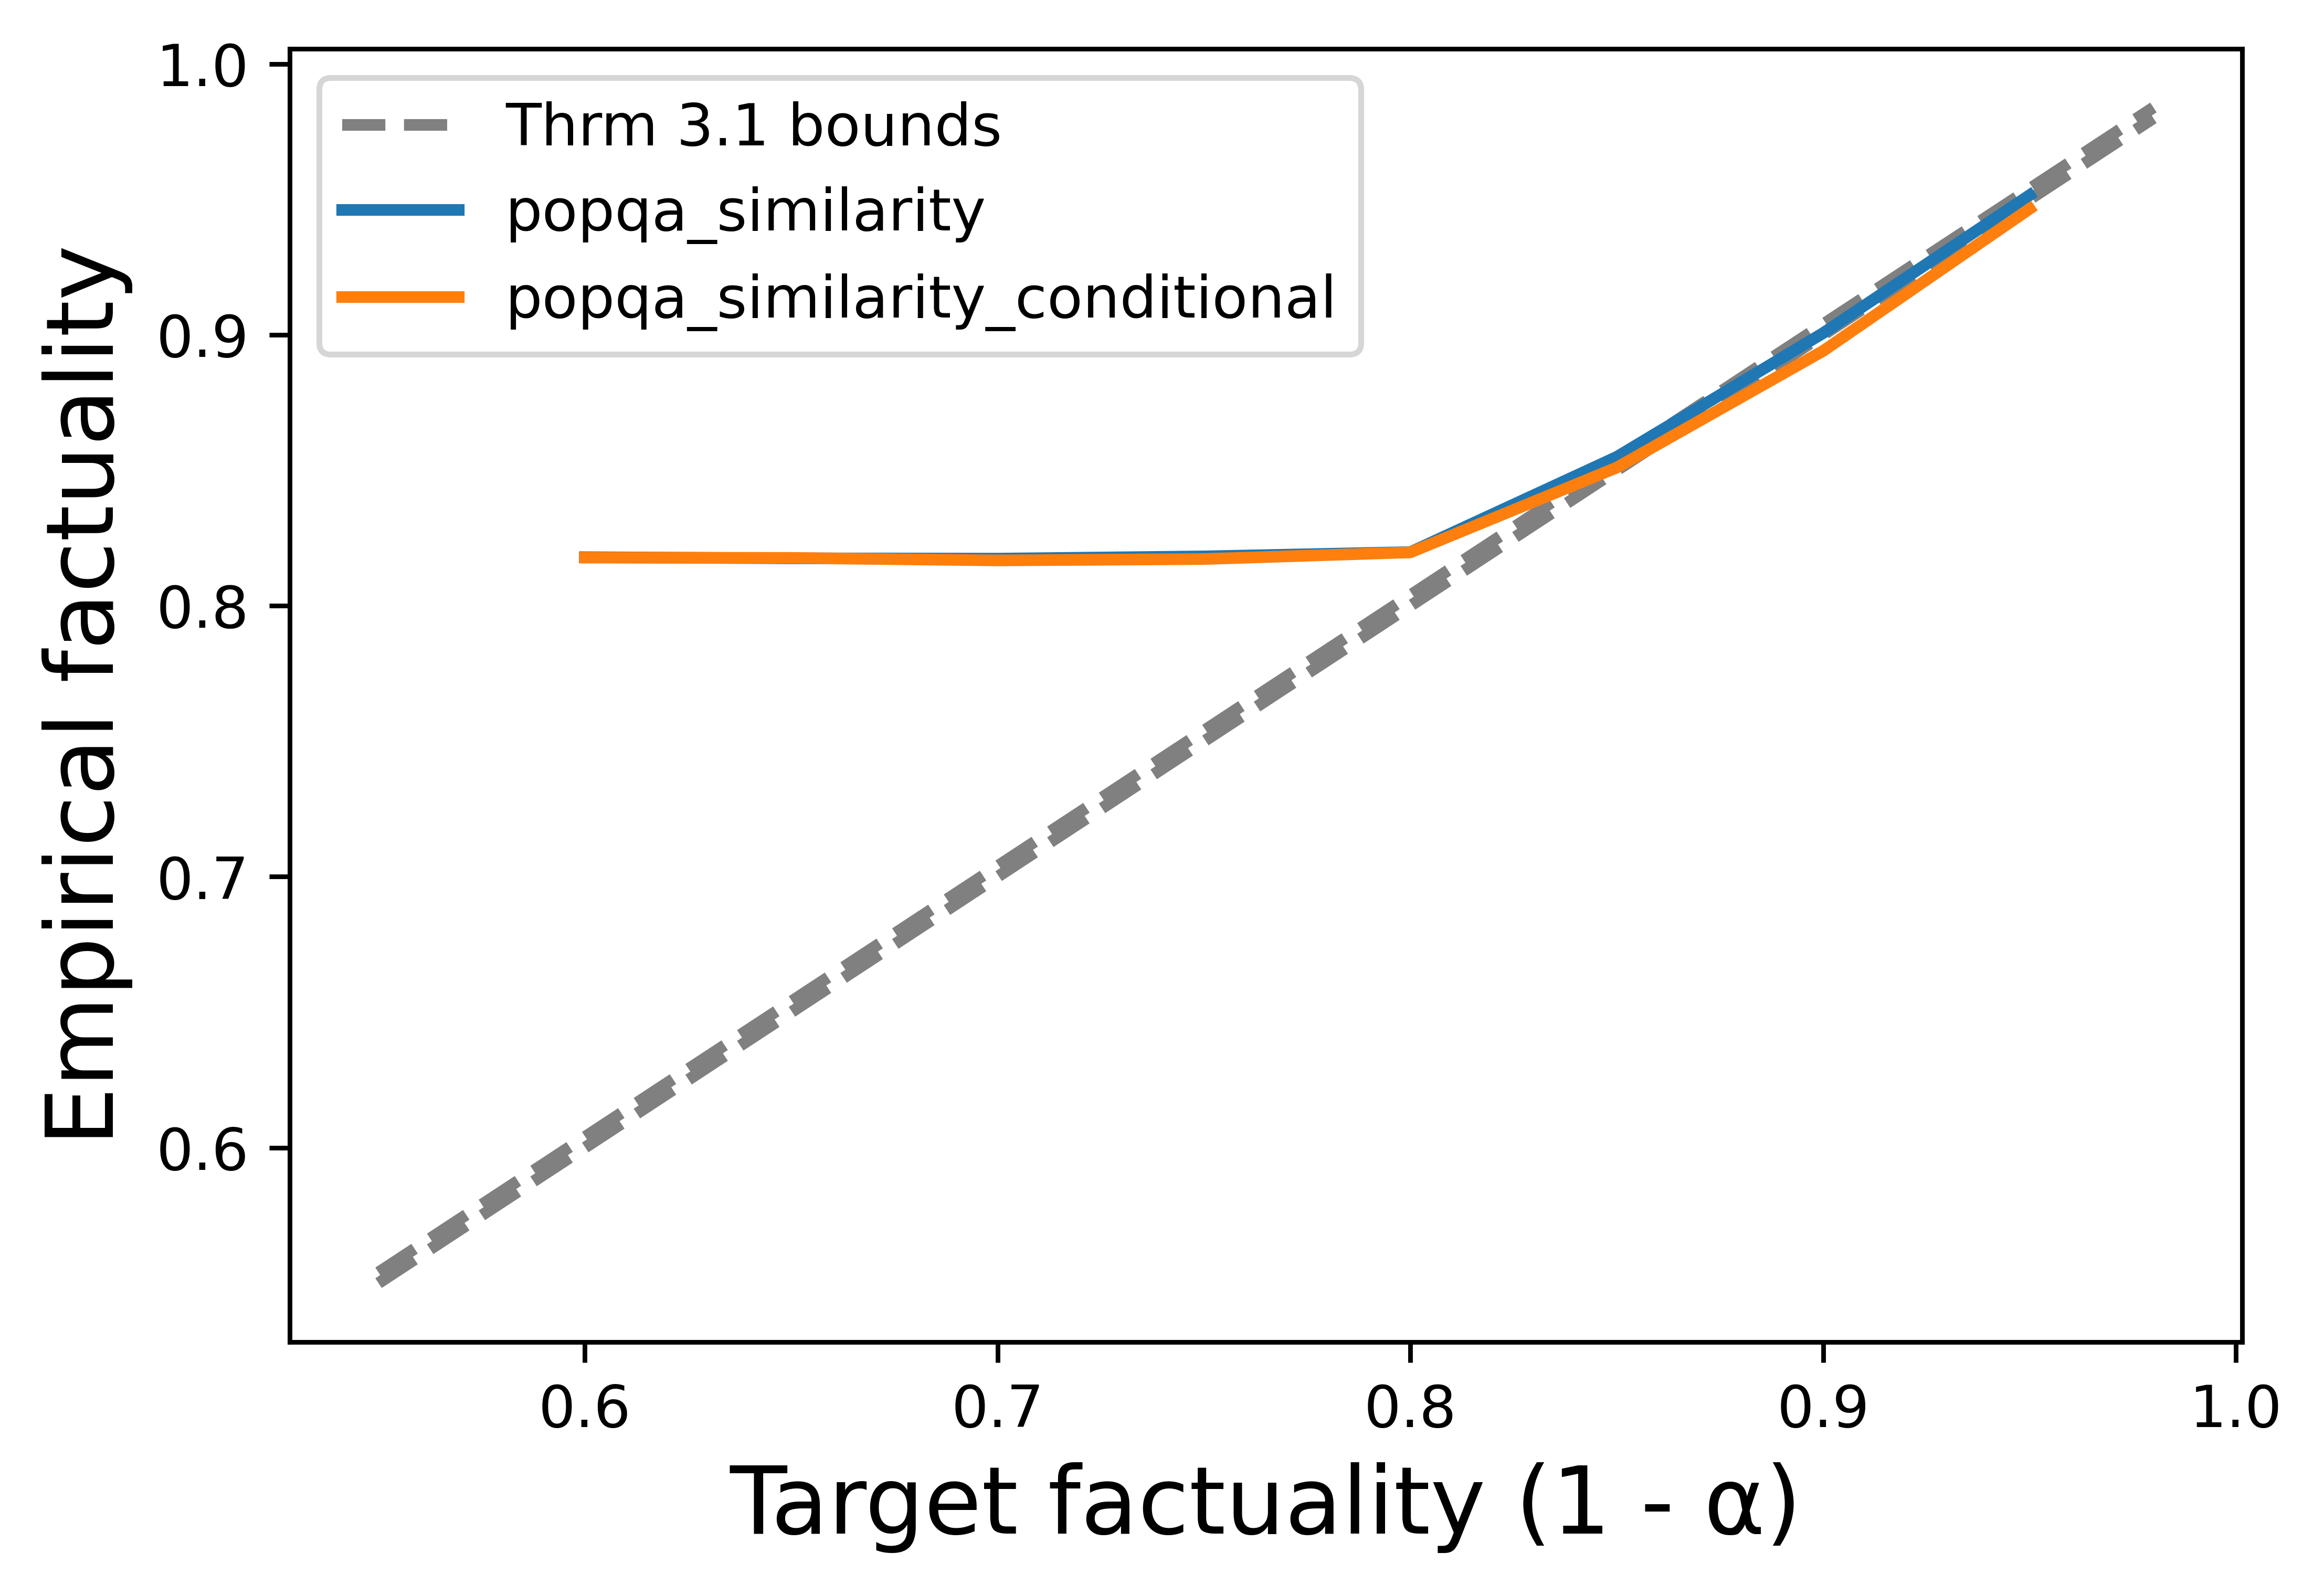 1.0
0.9
0.8
0.7
0.6
Empirical factuality
Thrm 3.1 bounds
popqa_similarity
popqa_similarity_conditional
0.6 0.7 0.8 0.9 1.0
Target factuality (1 - α)